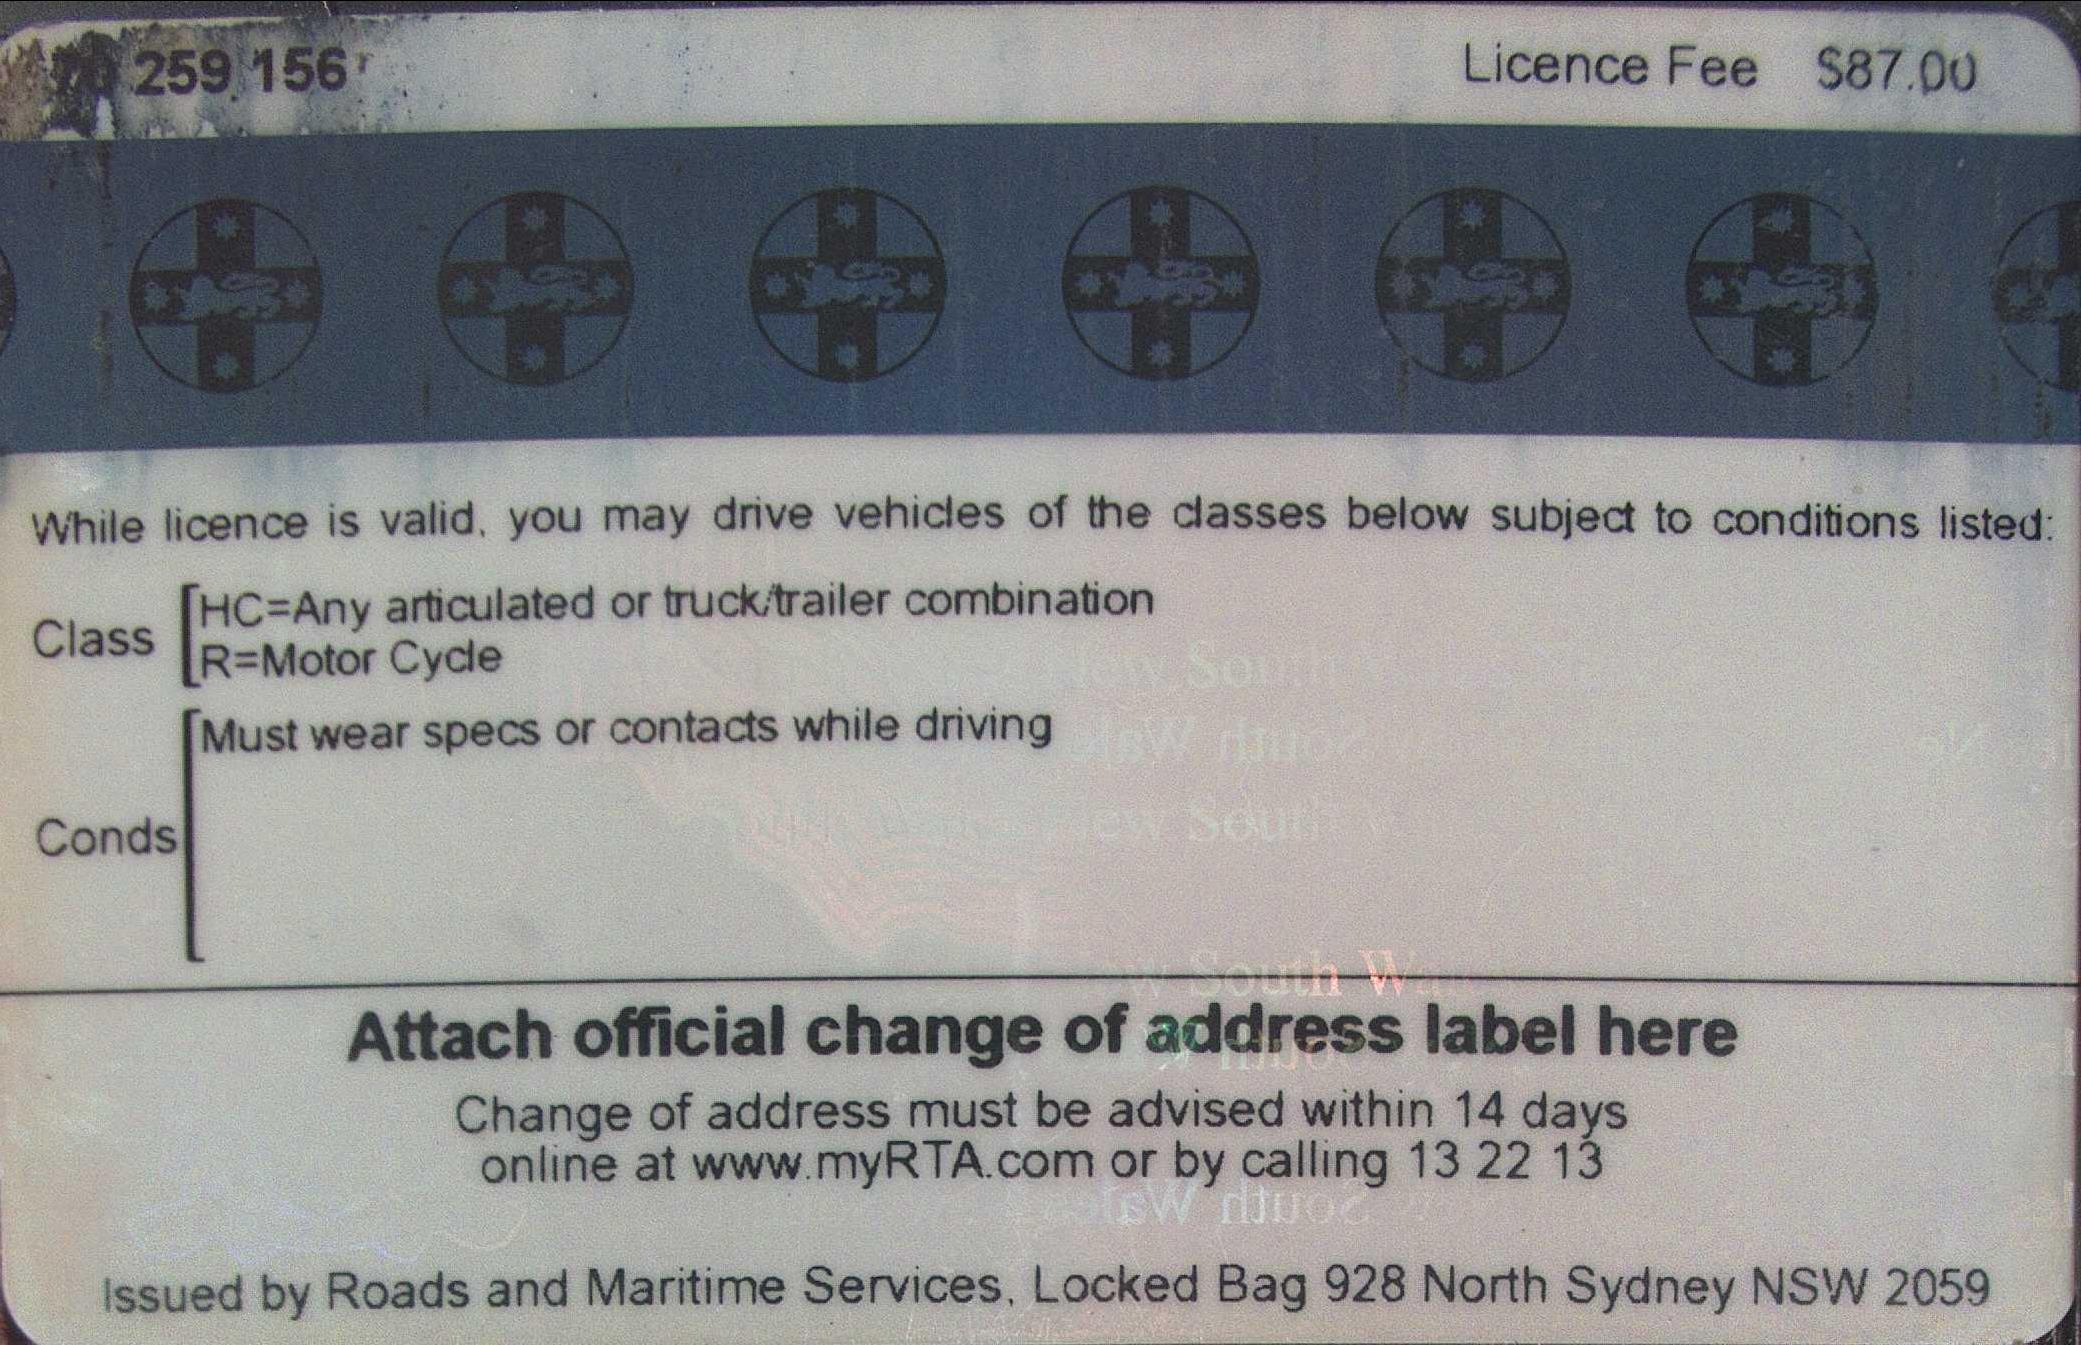 259 156
Licence Fee $87.00
While licence is valid, you may drive vehicles of the classes below subject to conditions listed:
Class
HC=Any articulated or truck/trailer combination
R=Motor Cycle
Conds
Must wear specs or contacts while driving
Attach official change of address label here
Change of address must be advised within 14 days
online at www.myRTA.com or by calling 13 22 13
Issued by Roads and Maritime Services, Locked Bag 928 North Sydney NSW 2059